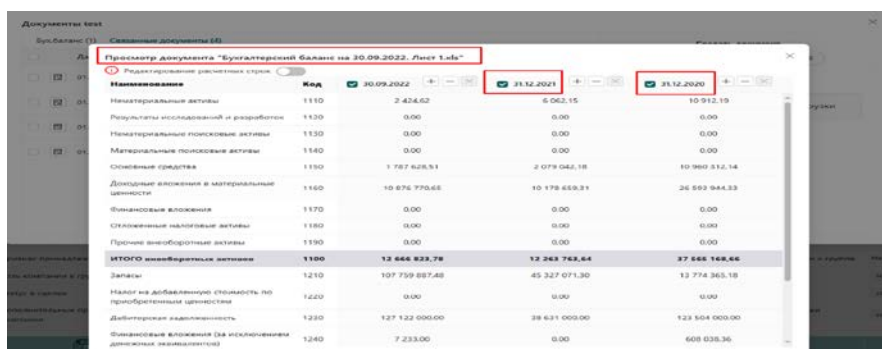 Документы test
Бух.баланс (1) Связанные документы (4)
Просмотр документа "Бухгалтерский баланс на 30.09.2022. Лист 1.xls"
Редактирование расчетных строк
Наименование Код 30.09.2022 31.12.2021 31.12.2020
Нематериальные активы 1110 2 424,62 6 062,15 10 912,19
Результаты исследований и разработок 1120 0.00 0.00 0.00
Нематериальные поисковые активы 1130 0.00 0.00 0.00
Материальные поисковые активы 1140 0.00 0.00 0.00
Основные средства 1150 1 787 628,51 2 079 042,18 10 960 312,14
Доходные вложения в материальные
ценности 1160 10 876 770,65 10 178 659,31 26 593 944,33
Финансовые вложения 1170 0.00 0.00 0.00
Отложенные налоговые активы 1180 0.00 0.00 0.00
Прочие внеоборотные активы 1190 0.00 0.00 0.00
ИТОГО внеоборотных активов 1100 12 666 823,78 12 263 763,64 37 565 168,66
Запасы 1210 107 759 887,48 45 327 071,30 13 774 365,18
Налог на добавленную стоимость по
приобретенным ценностям 1220 0.00 0.00 0.00
Дебиторская задолженность 1230 127 122 000.00 38 631 000.00 123 504 000.00
Финансовые вложения (за исключением
денежных эквивалентов) 1240 7 233.00 0.00 608 038,36